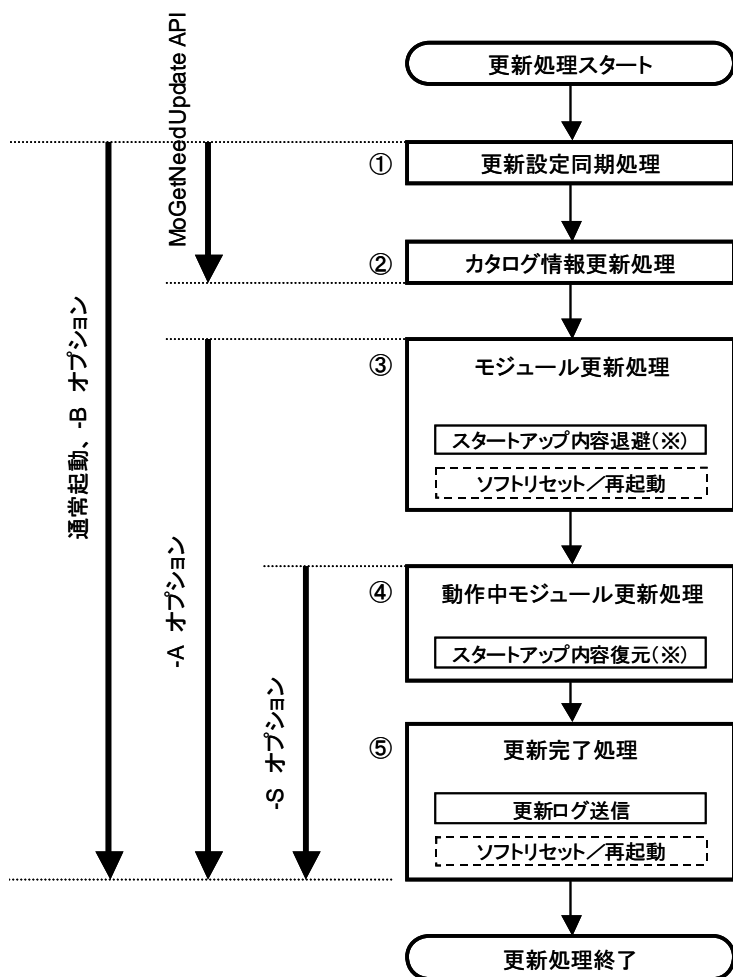 更新処理スタート
MoGetNeedUpdate API
① 更新設定同期処理
② カタログ情報更新処理
通常起動、-B オプション
-A オプション
③ モジュール更新処理
スタートアップ内容退避(※)
ソフトリセット/再起動
-S オプション
④ 動作中モジュール更新処理
スタートアップ内容復元(※)
⑤ 更新完了処理
更新ログ送信
ソフトリセット/再起動
更新処理終了